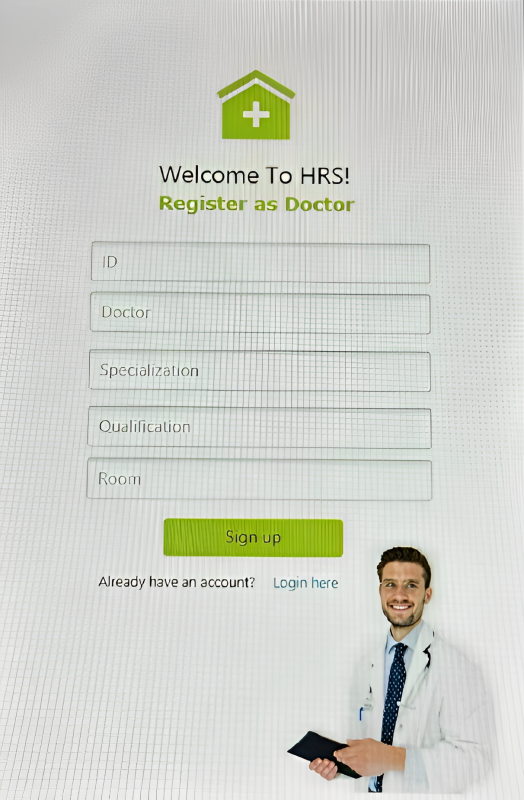 Welcome To HRS!
Register as Doctor
ID
Doctor
Specialization
Qualification
Room
Sign up
Already have an account? Login here